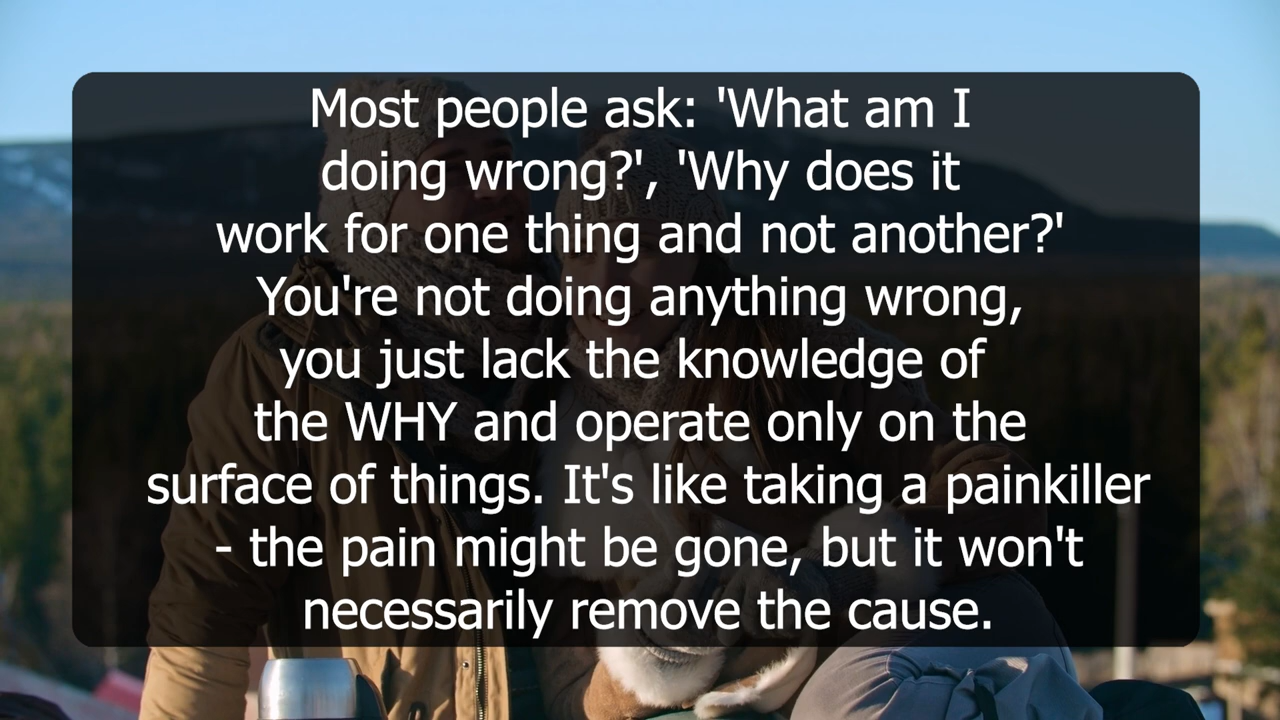 Most people ask: 'What am I
doing wrong?', 'Why does it
work for one thing and not another?'
You're not doing anything wrong,
you just lack the knowledge of
the WHY and operate only on the
surface of things. It's like taking a painkiller
- the pain might be gone, but it won't
necessarily remove the cause.